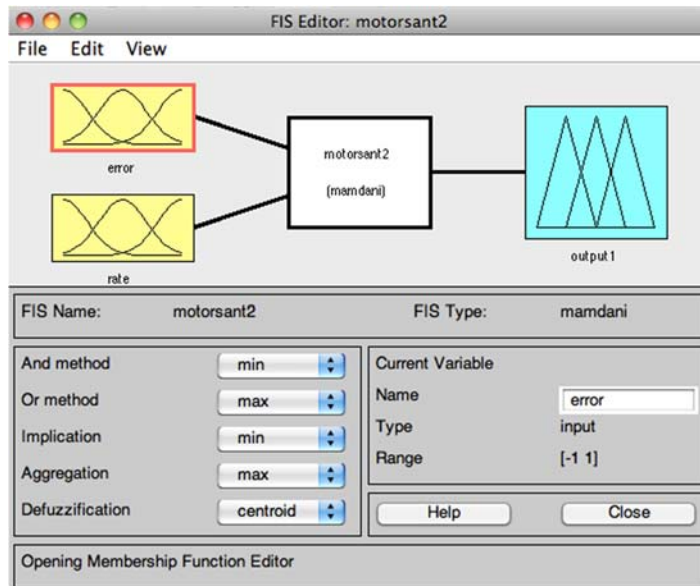 FIS Editor: motorsant2
File Edit View
error
rate
motorsant2
(mamdani)
output1
FIS Name: motorsant2 FIS Type: mamdani
And method min
Or method max
Implication min
Aggregation max
Defuzzification centroid
Current Variable
Name error
Type input
Range [-1 1]
Help Close
Opening Membership Function Editor